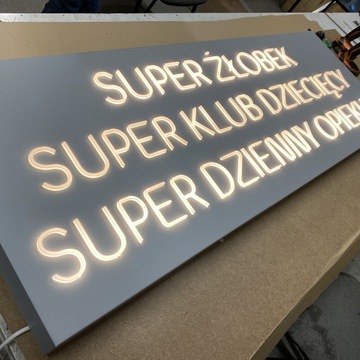 SUPER ŻŁOBEK
SUPER KLUB DZIECIĘCY
SUPER DZIENNY